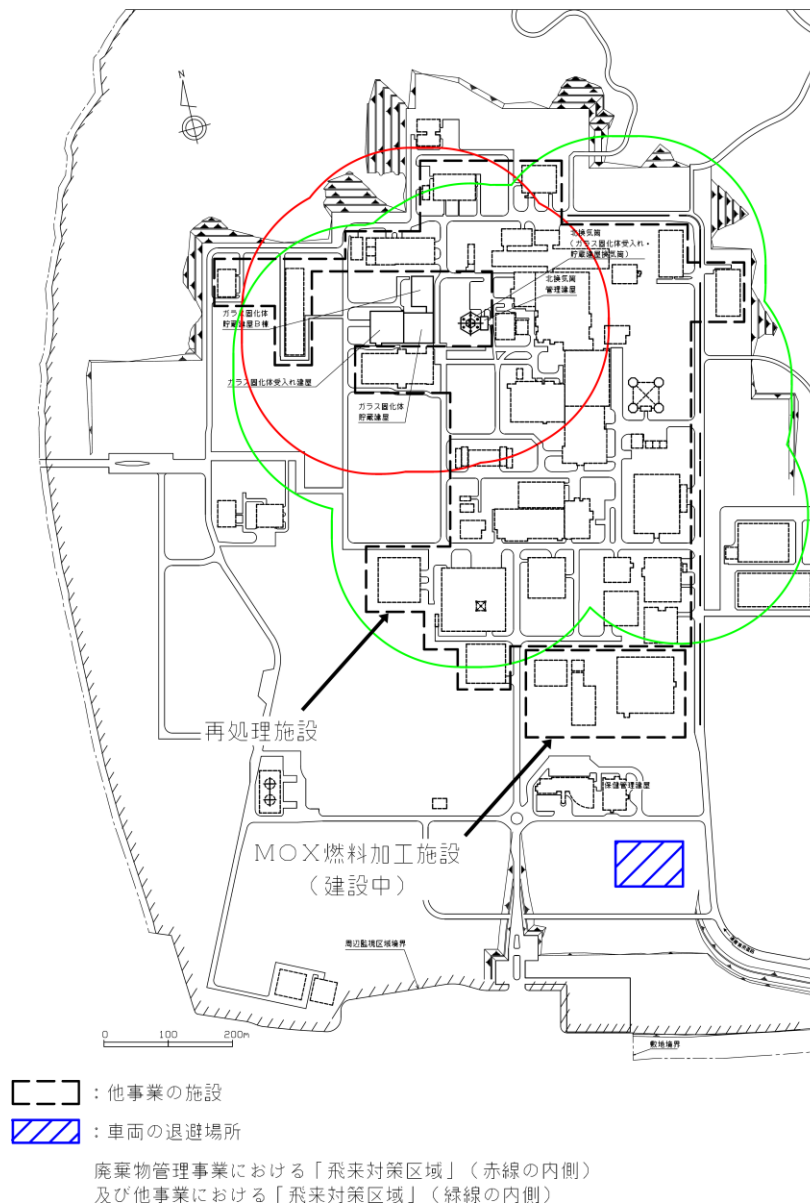 N
北換気筒
(ガラス固化体受入れ・
貯蔵建屋換気筒)
北換気筒
管理建屋
ガラス固化体
貯蔵建屋B棟
ガラス固化体受入れ建屋
ガラス固化体
貯蔵建屋
再処理施設
保健管理建屋
MOX燃料加工施設
(建設中)
周辺監視区域境界
0 100 200m
敷地境界
:他事業の施設
:車両の退避場所
廃棄物管理事業における「飛来対策区域」(赤線の内側)
及び他事業における「飛来対策区域」(緑線の内側)